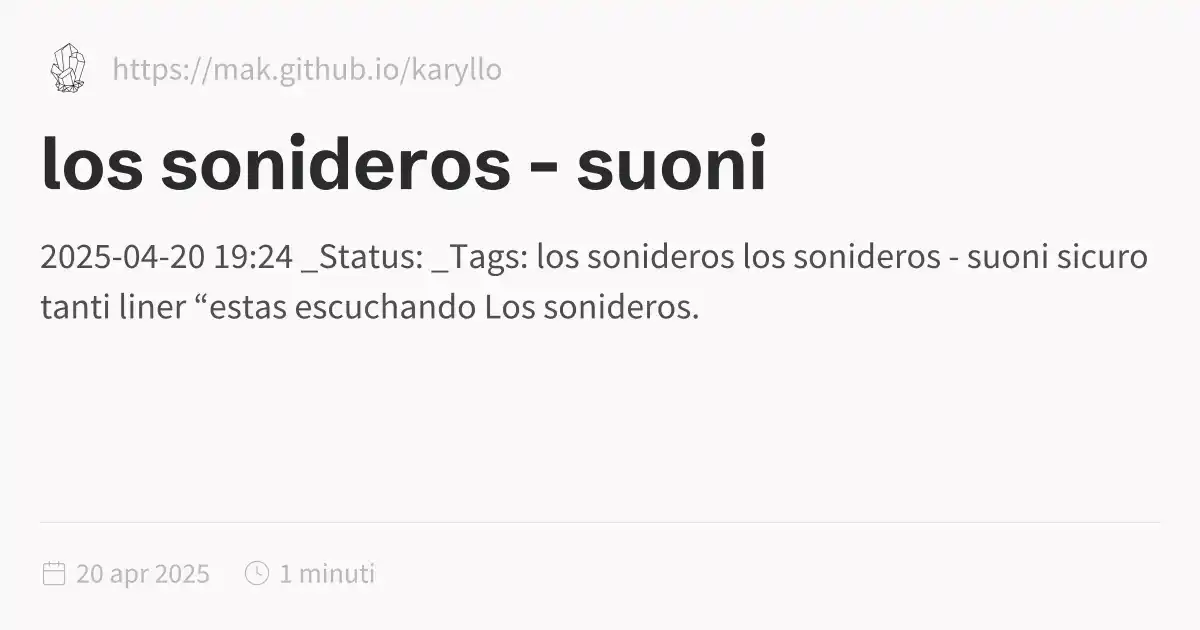 https://mak.github.io/karyllo
los sonideros - suoni
2025-04-20 19:24 _Status: _Tags: los sonideros los sonideros - suoni sicuro
tanti liner “estas escuchando Los sonideros.
20 apr 2025 1 minuti